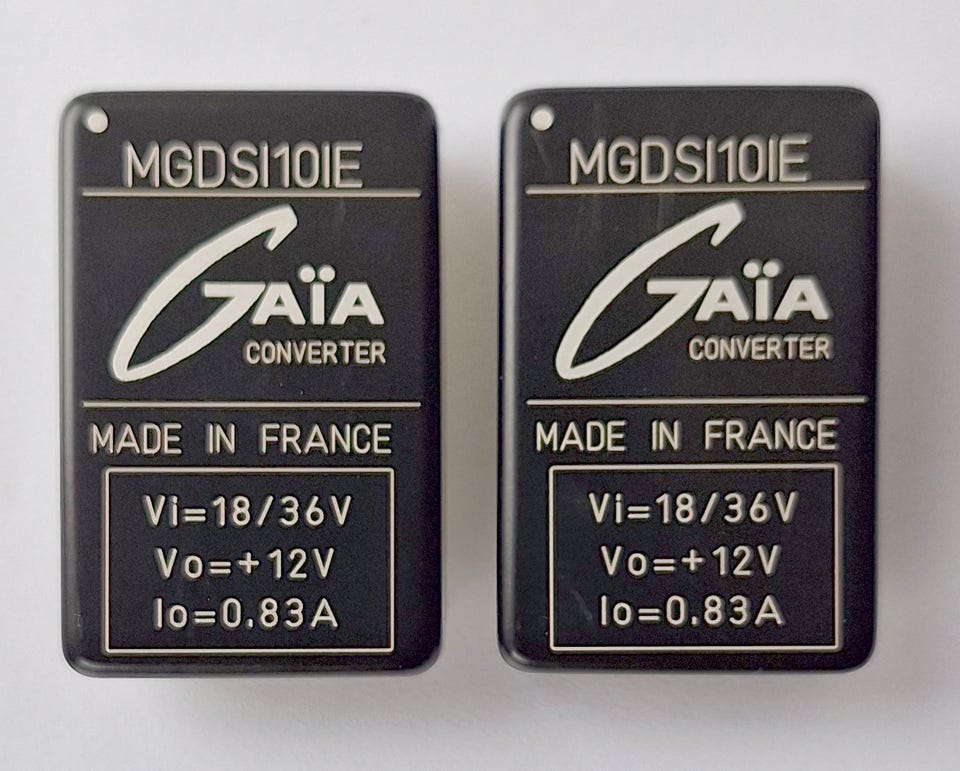 MGDSI10IE
GAÏA
CONVERTER
MADE IN FRANCE
Vi=18/36V
Vo=+12V
Io=0.83A
MGDSI10IE
GAÏA
CONVERTER
MADE IN FRANCE
Vi=18/36V
Vo=+12V
Io=0.83A